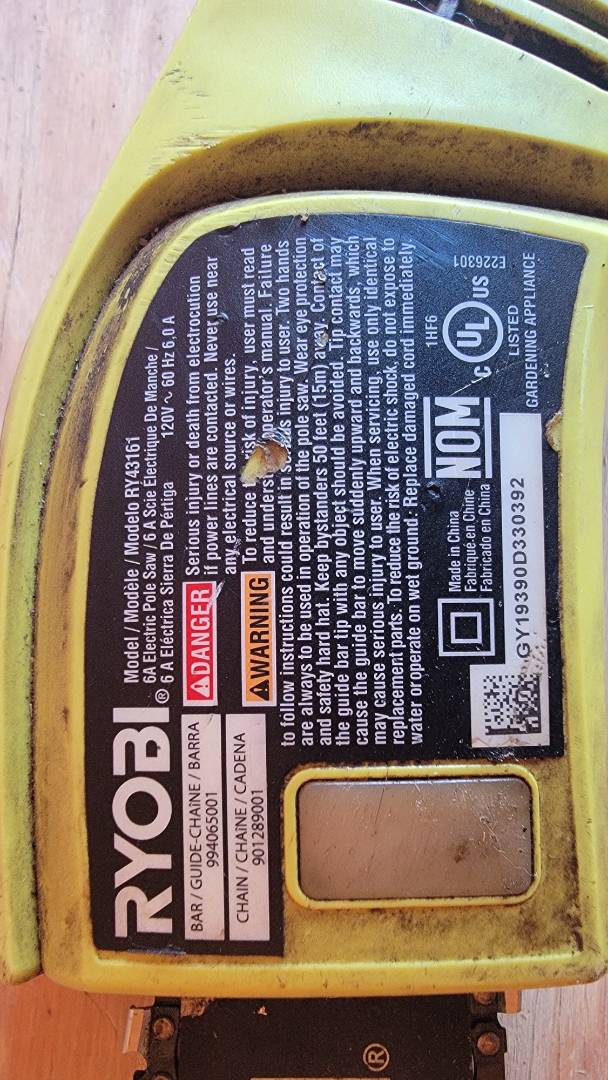 RYOBI®
Model / Modèle / Modelo RY43161
6A Electric Pole Saw / 6 A Scie Électrique De Manche /
6 A Eléctrica Sierra De Pértiga 120V ~ 60 Hz 6,0 A
BAR / GUIDE-CHAîNE / BARRA
994065001
CHAIN / CHAîNE / CADENA
901289001
DANGER
Serious injury or death from electrocution
if power lines are contacted. Never use near
any electrical source or wires.
WARNING
To reduce risk of injury, user must read
and understand operator's manual. Failure
to follow instructions could result in injury to user. Two hands
are always to be used in operation of the pole saw. Wear eye protection
and safety hard hat. Keep bystanders 50 feet (15m) away. Contact of
the guide bar tip with any object should be avoided. Tip contact may
cause the guide bar to move suddenly upward and backwards, which
may cause serious injury to user. When servicing, use only identical
replacement parts. To reduce the risk of electric shock, do not expose to
water or operate on wet ground. Replace damaged cord immediately.
Made in China
Fabriqué en Chine
Fabricado en China
NOM
1HF6
C UL US
E226301
LISTED
GARDENING APPLIANCE
GY19390D330392
®